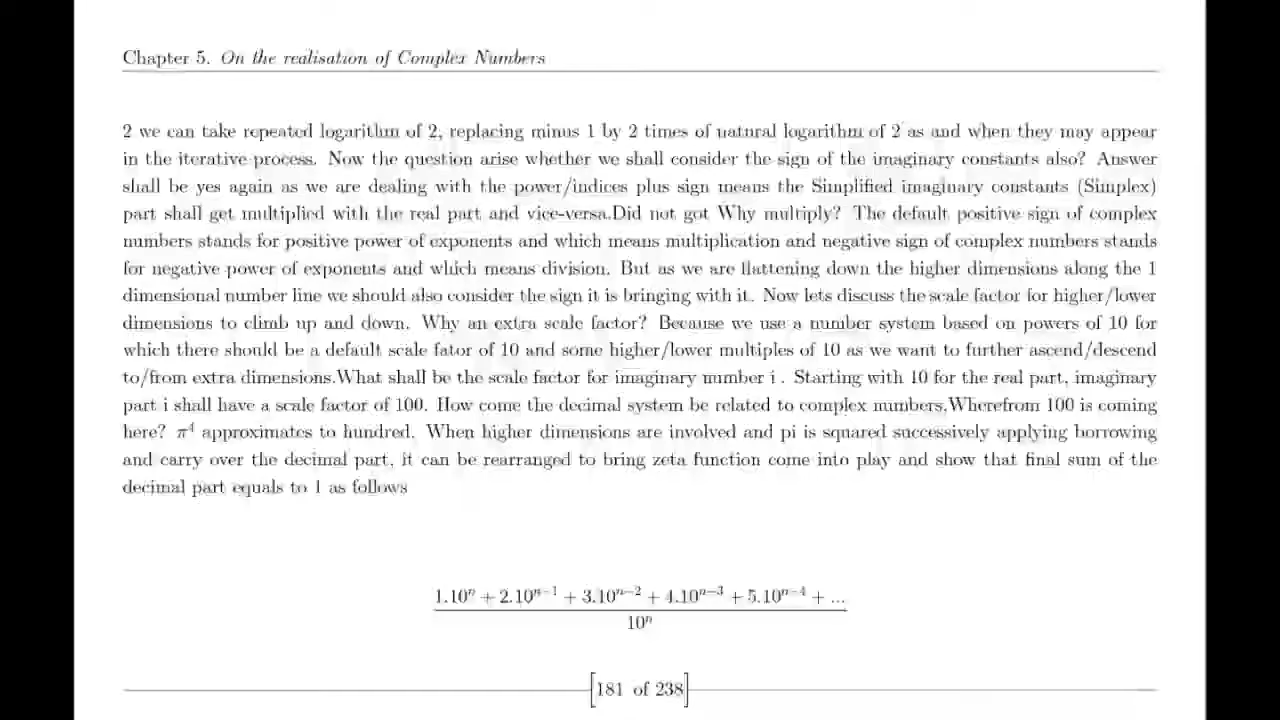 Chapter 5. On the realisation of Complex Numbers
2 we can take repeated logarithm of 2, replacing minus 1 by 2 times of natural logarithm of 2 as and when they may appear
in the iterative process. Now the question arise whether we shall consider the sign of the imaginary constants also? Answer
shall be yes again as we are dealing with the power/indices plus sign means the Simplified imaginary constants (Simplex)
part shall get multiplied with the real part and vice-versa.Did not got Why multiply? The default positive sign of complex
numbers stands for positive power of exponents and which means multiplication and negative sign of complex numbers stands
for negative power of exponents and which means division. But as we are flattening down the higher dimensions along the 1
dimensional number line we should also consider the sign it is bringing with it. Now lets discuss the scale factor for higher/lower
dimensions to climb up and down. Why an extra scale factor? Because we use a number system based on powers of 10 for
which there should be a default scale fator of 10 and some higher/lower multiples of 10 as we want to further ascend/descend
to/from extra dimensions.What shall be the scale factor for imaginary number i . Starting with 10 for the real part, imaginary
part i shall have a scale factor of 100. How come the decimal system be related to complex numbers.Wherefrom 100 is coming
here? π⁴ approximates to hundred. When higher dimensions are involved and pi is squared successively applying borrowing
and carry over the decimal part, it can be rearranged to bring zeta function come into play and show that final sum of the
decimal part equals to 1 as follows
1.10ⁿ + 2.10ⁿ⁻¹ + 3.10ⁿ⁻² + 4.10ⁿ⁻³ + 5.10ⁿ⁻⁴ + ...
10ⁿ
[181 of 238]